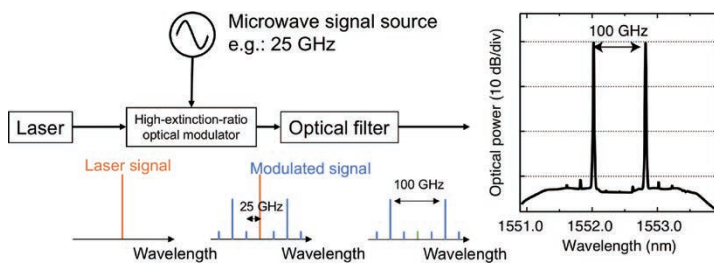 Microwave signal source
e.g.: 25 GHz
Laser
High-extinction-ratio
optical modulator
Optical filter
Laser signal
Modulated signal
25 GHz
100 GHz
Wavelength
Wavelength
Wavelength
100 GHz
Optical power (10 dB/div)
1551.0
1552.0
1553.0
Wavelength (nm)